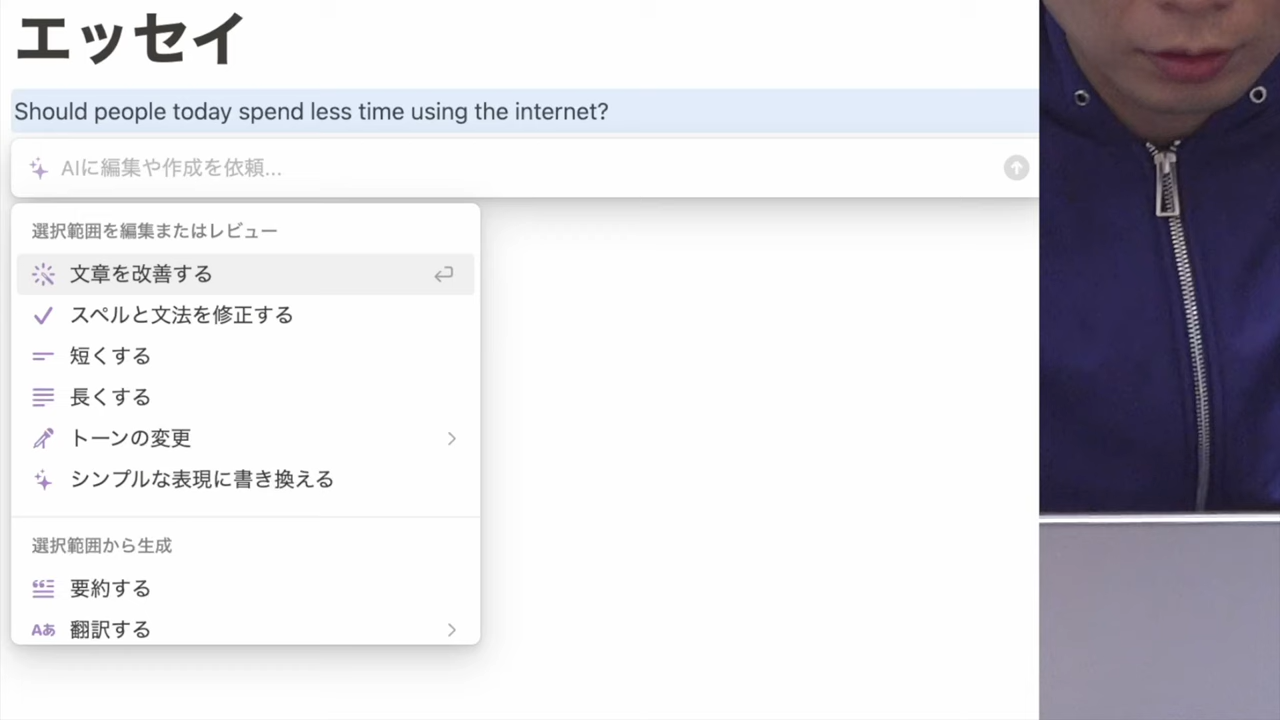 エッセイ
Should people today spend less time using the internet?
AIに編集や作成を依頼...
選択範囲を編集またはレビュー
文章を改善する
スペルと文法を修正する
短くする
長くする
トーンの変更
シンプルな表現に書き換える
選択範囲から生成
要約する
Aあ 翻訳する